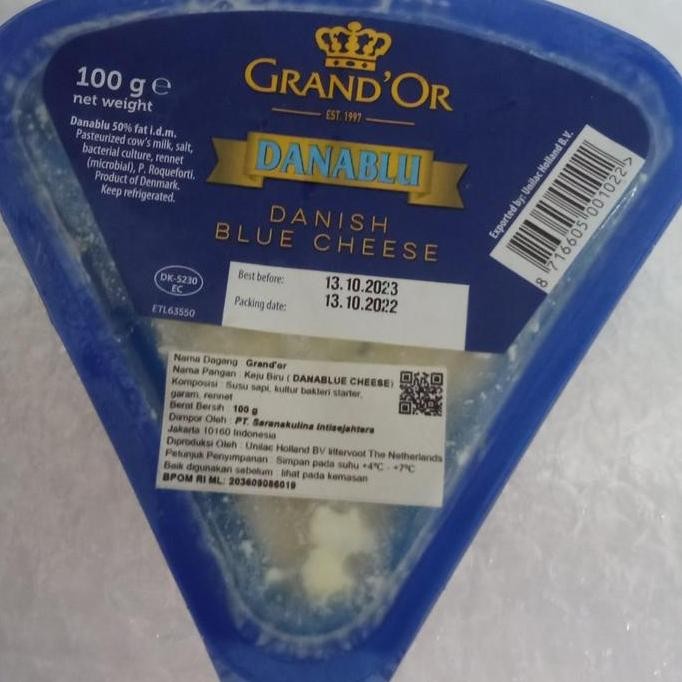 100 g e
net weight
Danablu 50% fat i.d.m.
Pasteurized cow's milk, salt,
bacterial culture, rennet
(microbial), P. Roqueforti.
Product of Denmark.
Keep refrigerated.
GRAND'OR
EST. 1997
DANABLU
DANISH
BLUE CHEESE
Exported by: Unilac Holland B.V.
8 716605 001022 >
DK-5230
EC
ETL63550
Best before: 13.10.2023
Packing date: 13.10.2022
Nama Dagang : Grand'or
Nama Pangan : Keju Biru ( DANABLUE CHEESE)
Komposisi : Susu sapi, kultur bakteri starter,
garam, rennet
Berat Bersih : 100 g
Diimpor Oleh : PT. Saranakulina Intisejahtera
Jakarta 10160 Indonesia
Diproduksi Oleh : Unilac Holland BV The Netherlands
Petunjuk Penyimpanan : Simpan pada suhu +4°C - +7°C
Baik digunakan sebelum : lihat pada kemasan
BPOM RI ML: 203609086019